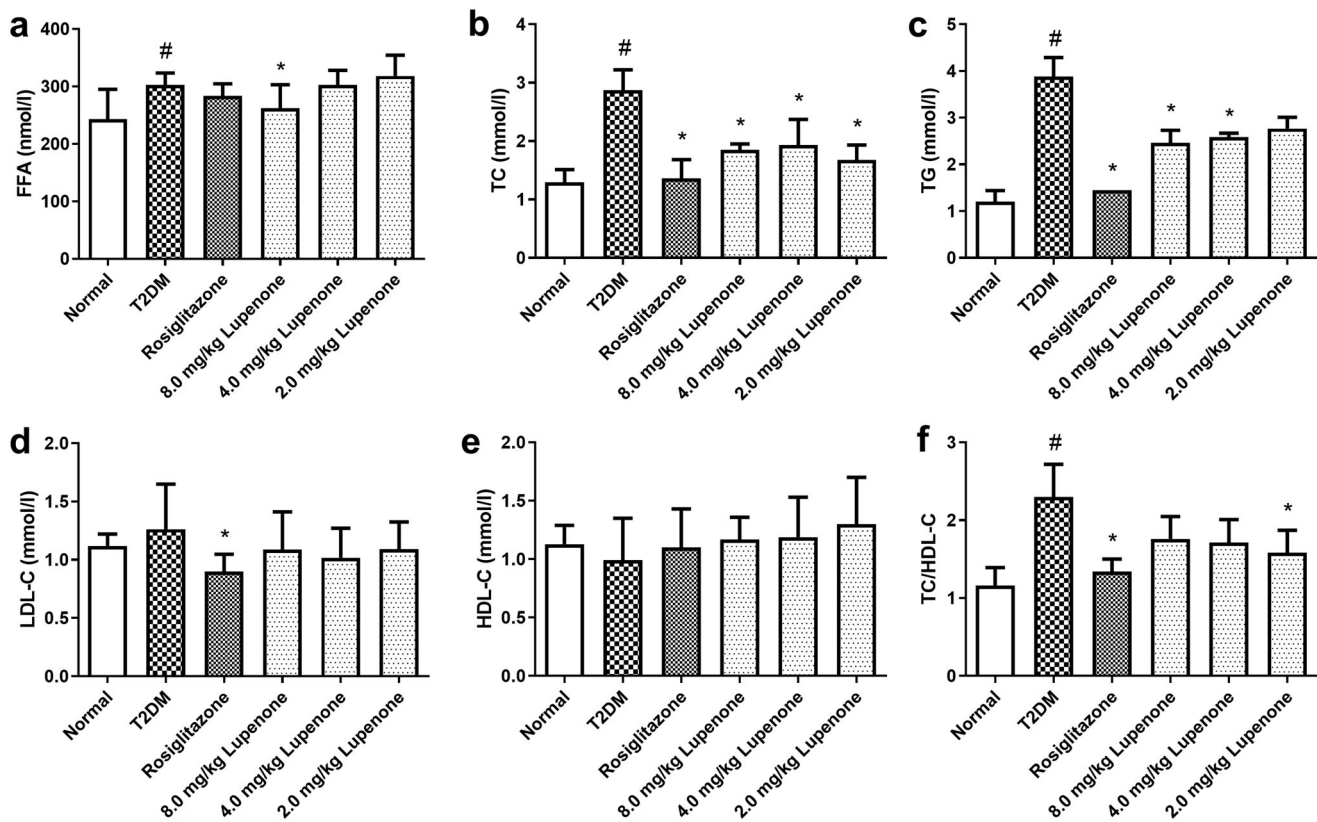 a
FFA (nmol/l)
400
300
200
100
0
#
*
Normal
T2DM
Rosiglitazone
8.0 mg/kg Lupenone
4.0 mg/kg Lupenone
2.0 mg/kg Lupenone
b
TC (mmol/l)
4
3
2
1
0
#
*
*
*
*
Normal
T2DM
Rosiglitazone
8.0 mg/kg Lupenone
4.0 mg/kg Lupenone
2.0 mg/kg Lupenone
c
TG (mmol/l)
5
4
3
2
1
0
#
*
*
*
Normal
T2DM
Rosiglitazone
8.0 mg/kg Lupenone
4.0 mg/kg Lupenone
2.0 mg/kg Lupenone
d
LDL-C (mmol/l)
2.0
1.5
1.0
0.5
0.0
*
Normal
T2DM
Rosiglitazone
8.0 mg/kg Lupenone
4.0 mg/kg Lupenone
2.0 mg/kg Lupenone
e
HDL-C (mmol/l)
2.0
1.5
1.0
0.5
0.0
Normal
T2DM
Rosiglitazone
8.0 mg/kg Lupenone
4.0 mg/kg Lupenone
2.0 mg/kg Lupenone
f
TC/HDL-C
3
2
1
0
#
*
*
Normal
T2DM
Rosiglitazone
8.0 mg/kg Lupenone
4.0 mg/kg Lupenone
2.0 mg/kg Lupenone